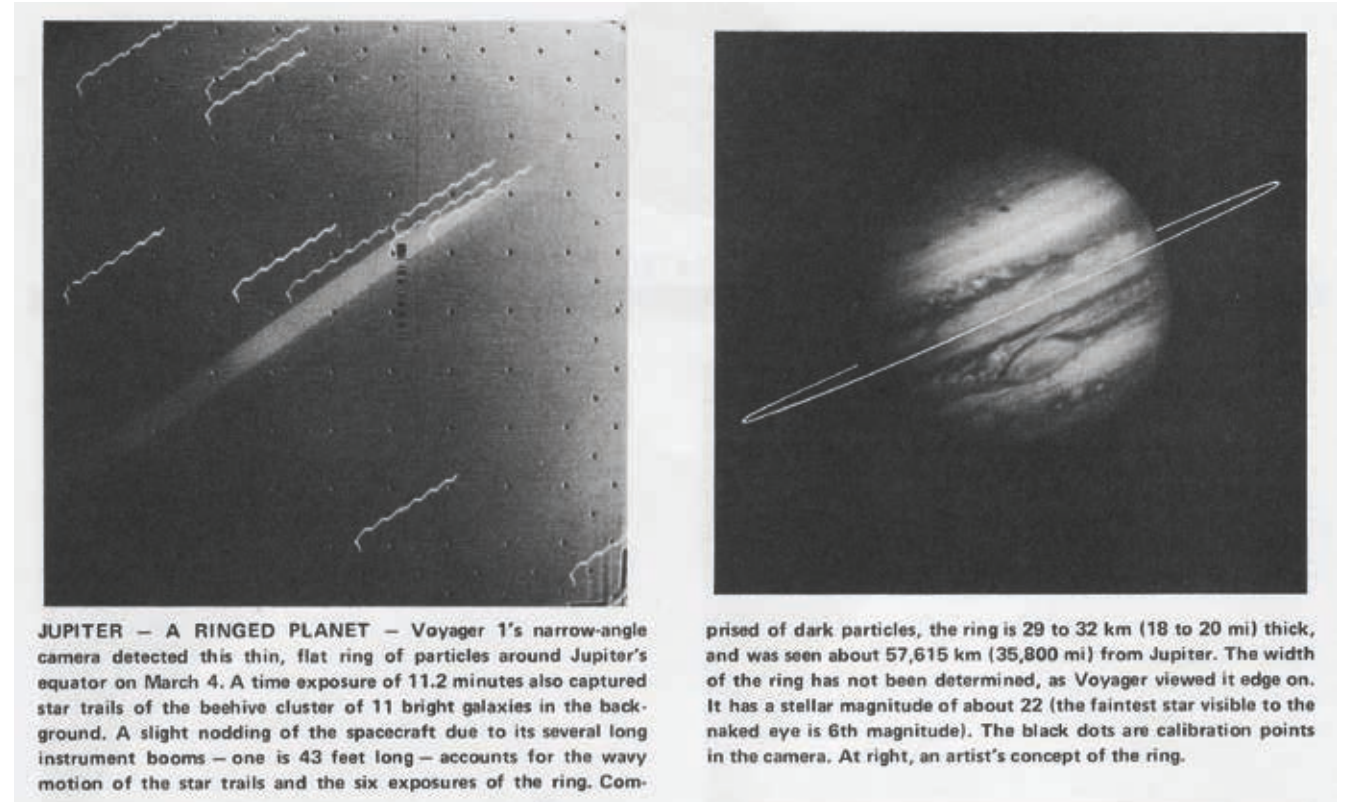 JUPITER — A RINGED PLANET — Voyager 1's narrow-angle
camera detected this thin, flat ring of particles around Jupiter's
equator on March 4. A time exposure of 11.2 minutes also captured
star trails of the beehive cluster of 11 bright galaxies in the back-
ground. A slight nodding of the spacecraft due to its several long
instrument booms — one is 43 feet long — accounts for the wavy
motion of the star trails and the six exposures of the ring. Com-
prised of dark particles, the ring is 29 to 32 km (18 to 20 mi) thick,
and was seen about 57,615 km (35,800 mi) from Jupiter. The width
of the ring has not been determined, as Voyager viewed it edge on.
It has a stellar magnitude of about 22 (the faintest star visible to the
naked eye is 6th magnitude). The black dots are calibration points
in the camera. At right, an artist's concept of the ring.